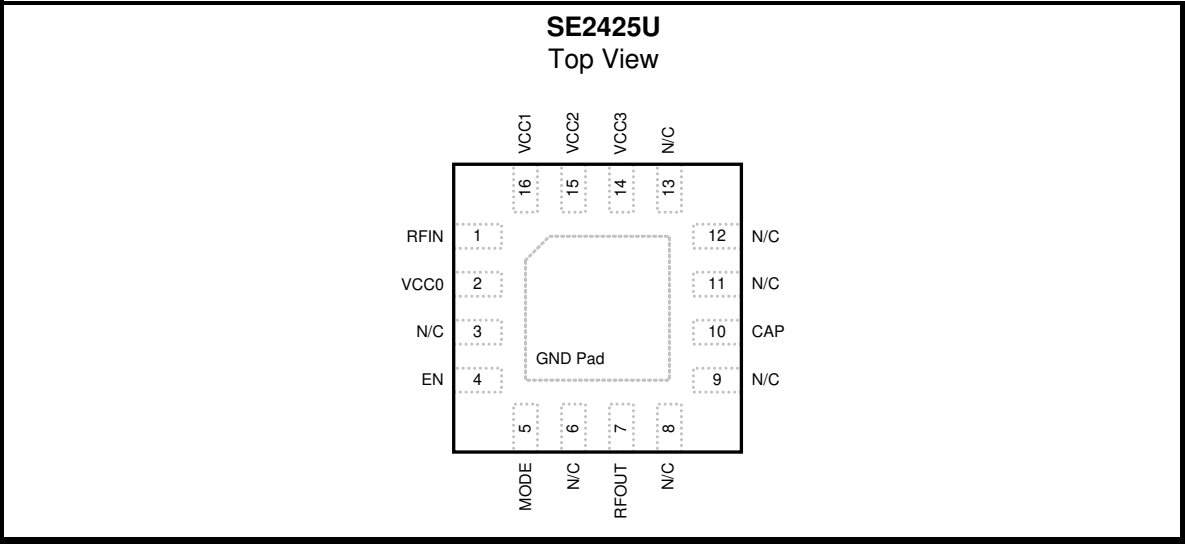 SE2425U
Top View
VCC1
VCC2
VCC3
N/C
16
15
14
13
RFIN 1
12 N/C
VCC0 2
11 N/C
N/C 3
10 CAP
GND Pad
EN 4
9 N/C
5
6
7
8
MODE
N/C
RFOUT
N/C